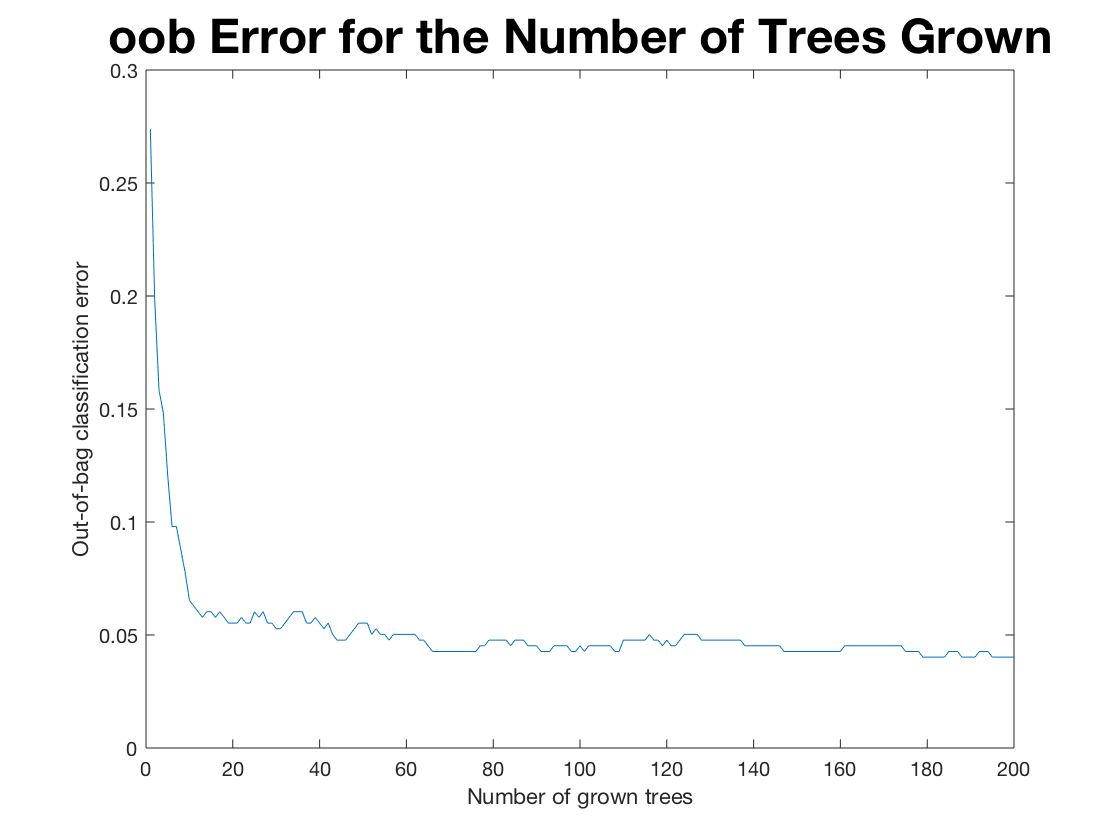 oob Error for the Number of Trees Grown
0.3
0.25
0.2
0.15
0.1
0.05
0
Out-of-bag classification error
0 20 40 60 80 100 120 140 160 180 200
Number of grown trees